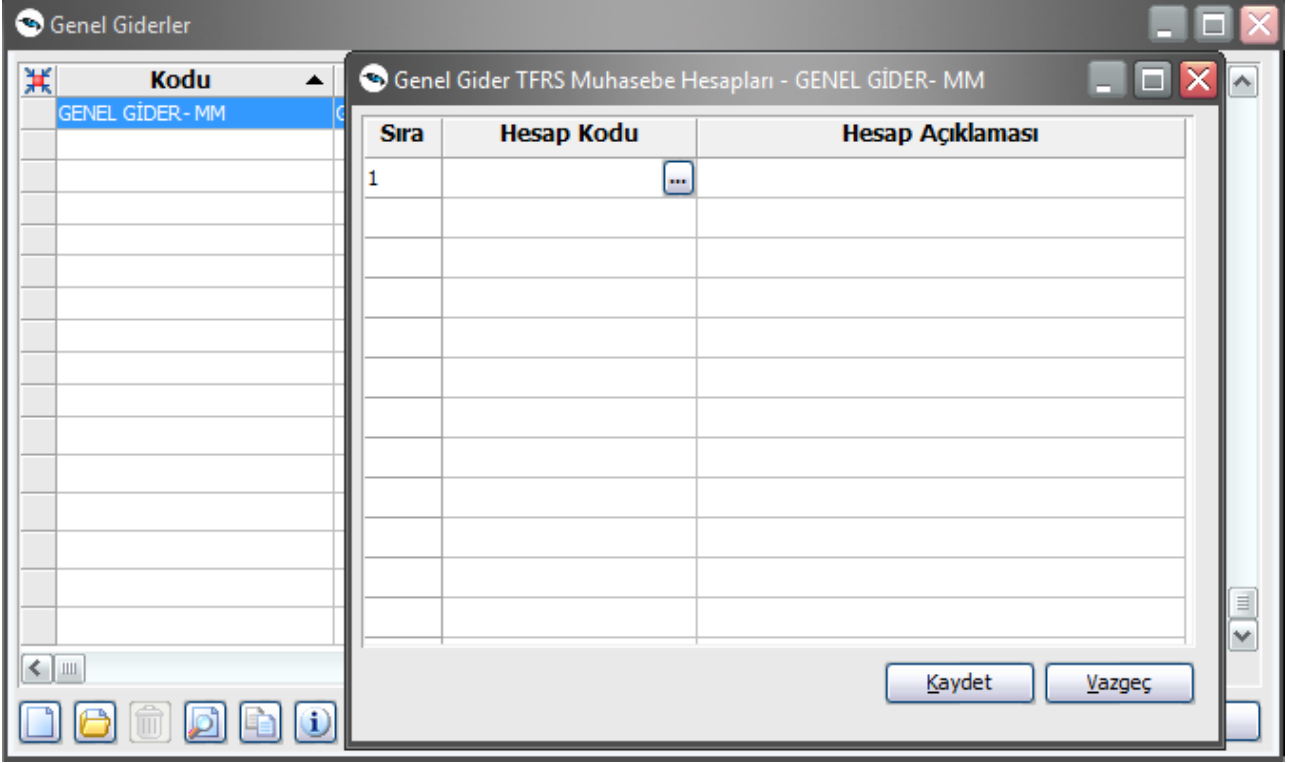 Genel Giderler
Kodu
GENEL GİDER- MM
Genel Gider TFRS Muhasebe Hesapları - GENEL GİDER- MM
Sıra Hesap Kodu Hesap Açıklaması
1 ...
Kaydet Vazgeç